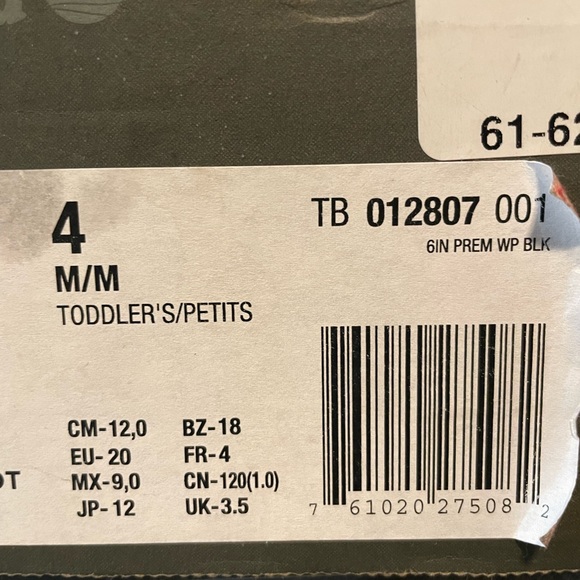 61-62
4
M/M
TODDLER'S/PETITS
TB 012807 001
6IN PREM WP BLK
CM-12,0 BZ-18
EU-20 FR-4
MX-9,0 CN-120(1.0)
JP-12 UK-3.5
7 61020 27508 2